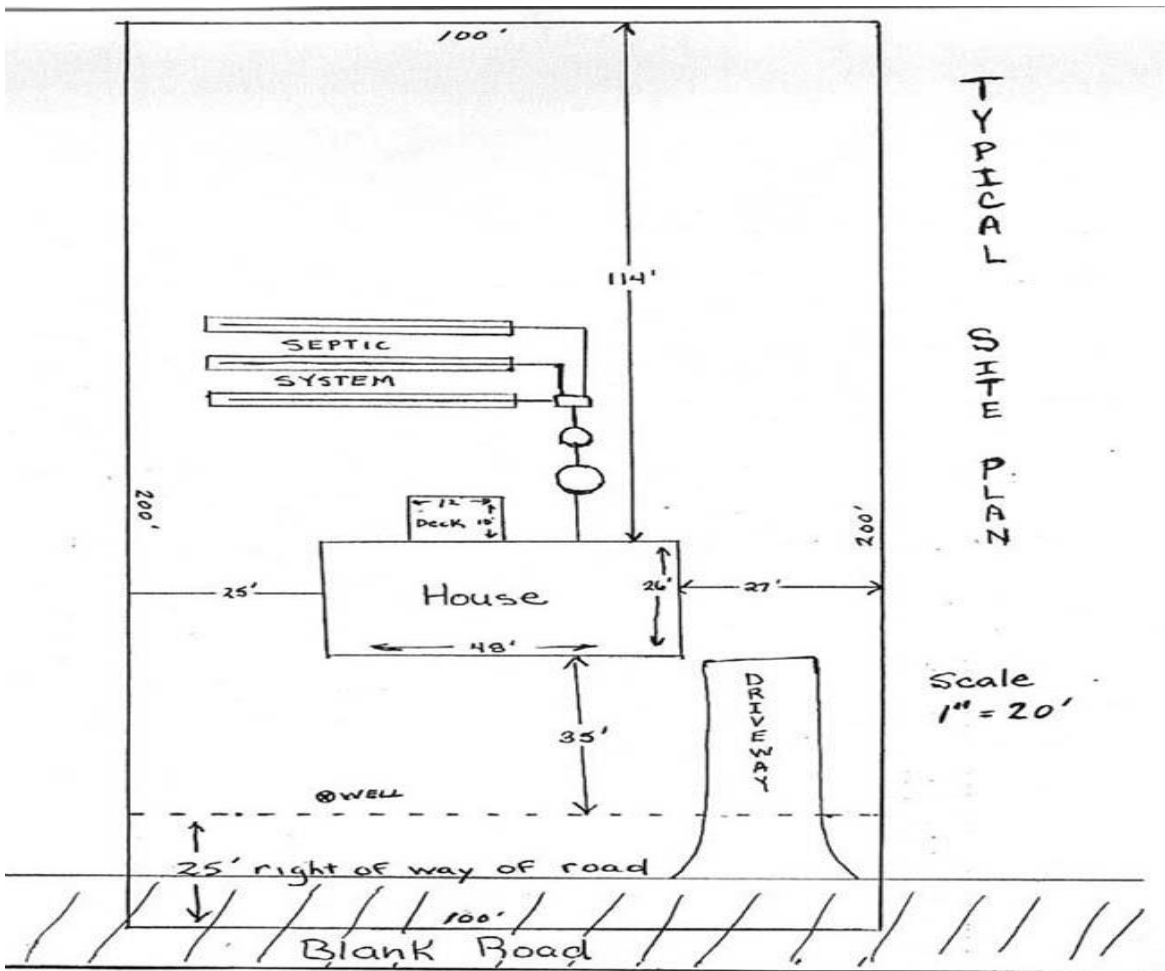 100'
TYPICAL SITE PLAN
114'
SEPTIC
SYSTEM
200'
12'
Deck 10'
200'
25'
House
26'
27'
48'
Scale
1" = 20'
DRIVEWAY
35'
WELL
25' right of way of road
100'
Blank Road